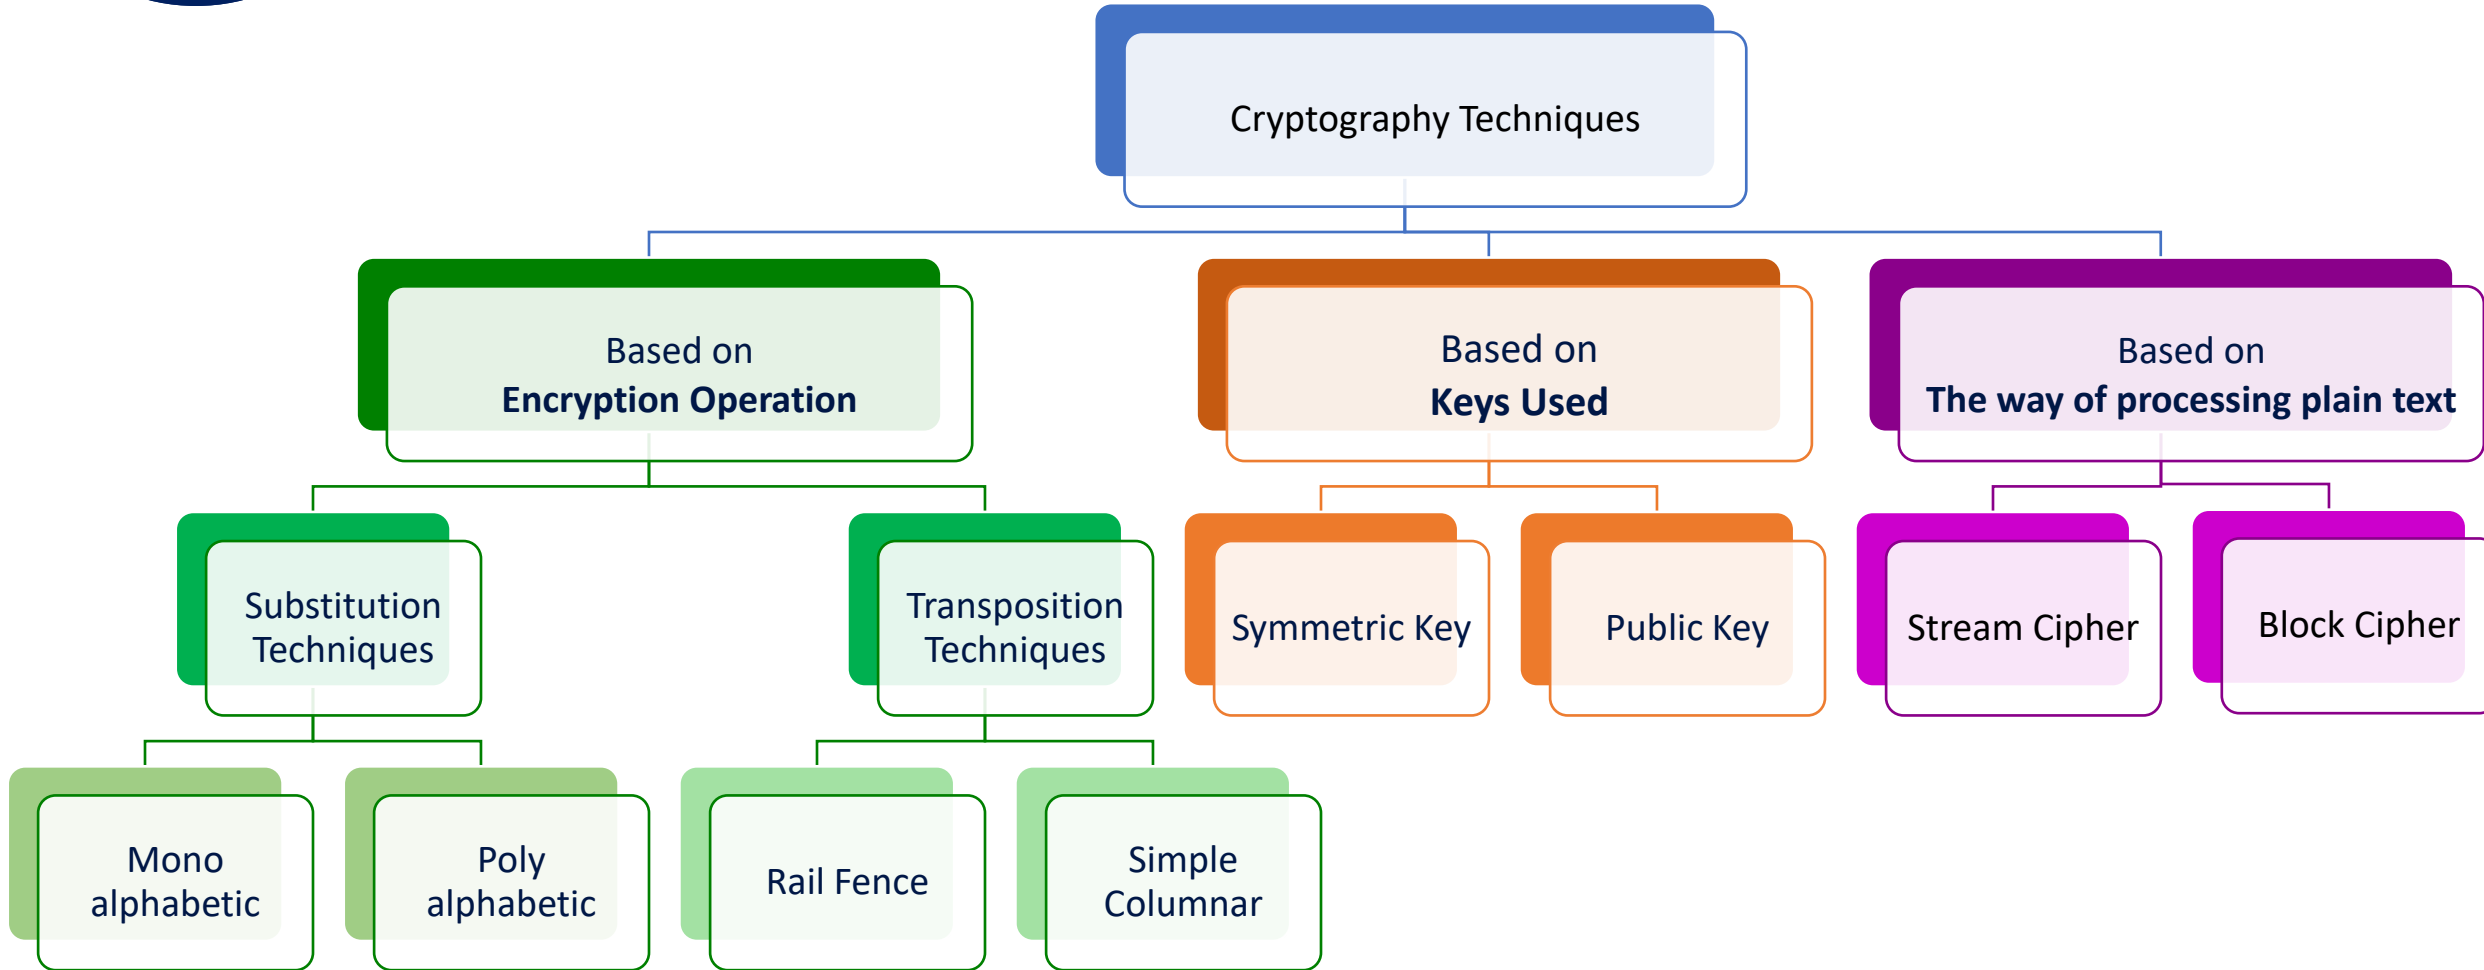 Cryptography Techniques
Based on
Encryption Operation
Based on
Keys Used
Based on
The way of processing plain text
Substitution
Techniques
Transposition
Techniques
Symmetric Key
Public Key
Stream Cipher
Block Cipher
Mono
alphabetic
Poly
alphabetic
Rail Fence
Simple
Columnar